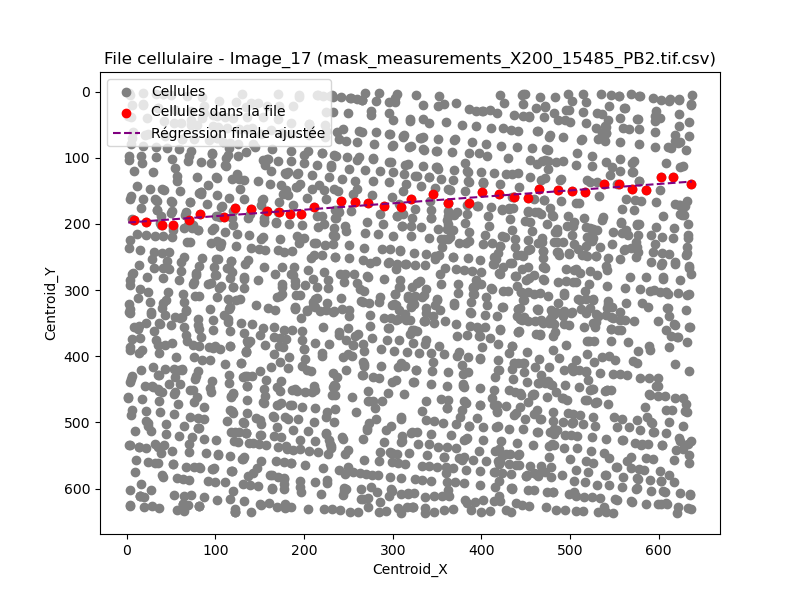 File cellulaire - Image_17 (mask_measurements_X200_15485_PB2.tif.csv)
Cellules
Cellules dans la file
Régression finale ajustée
0
100
200
300
400
500
600
Centroid_Y
0 100 200 300 400 500 600
Centroid_X